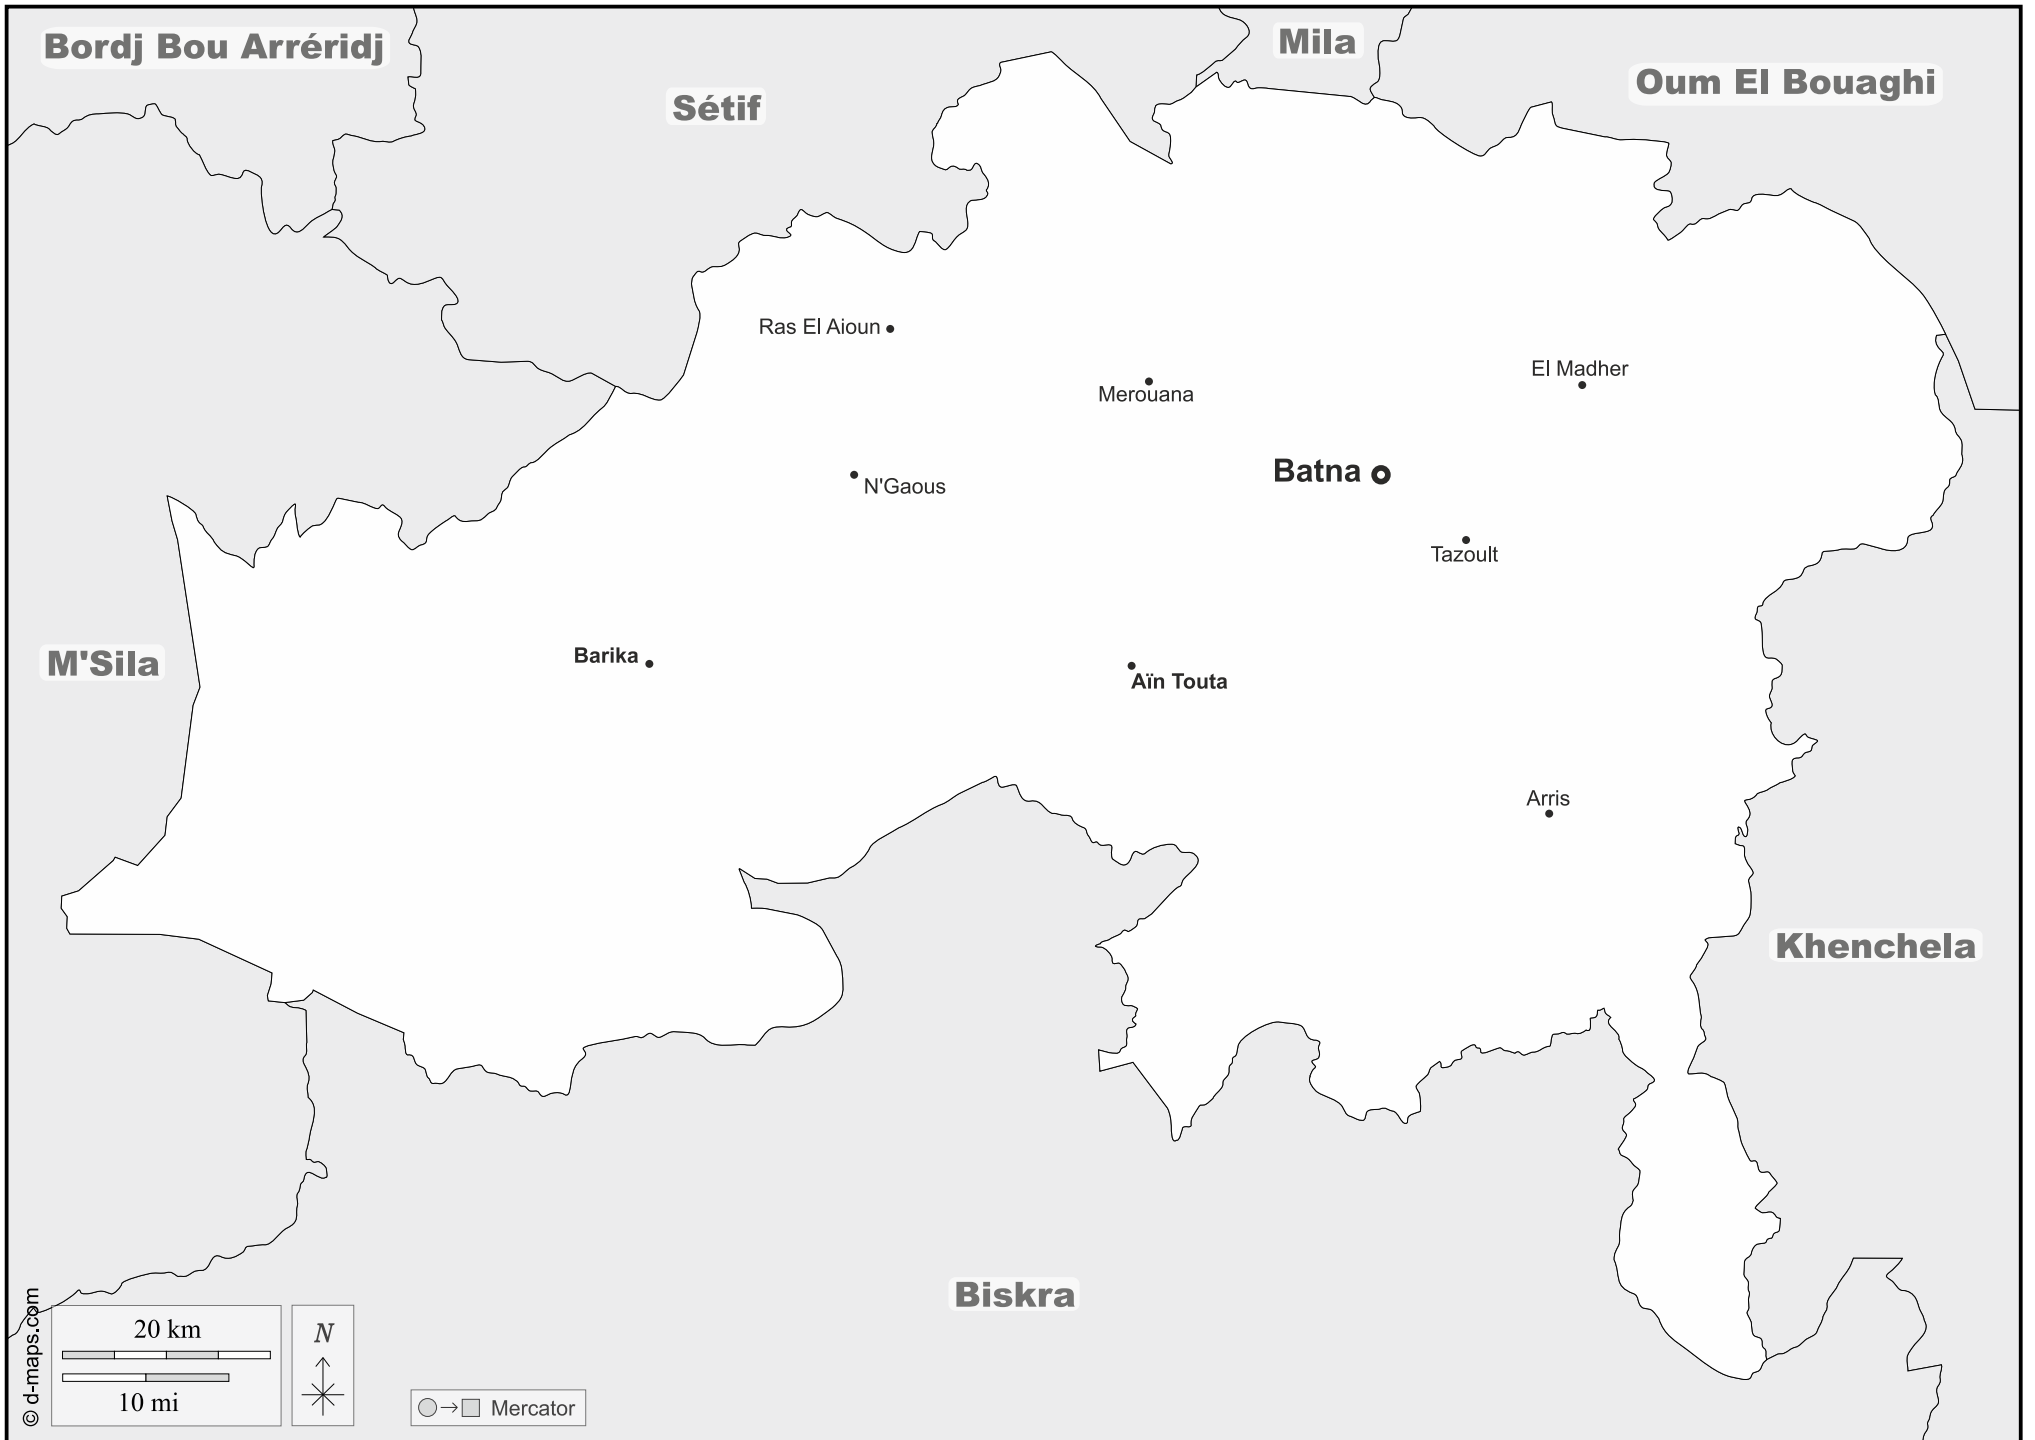 Bordj Bou Arréridj
Mila
Oum El Bouaghi
Sétif
Ras El Aioun
El Madher
Merouana
Batna
N'Gaous
Tazoult
M'Sila
Barika
Aïn Touta
Arris
Khenchela
Biskra
© d-maps.com
20 km
10 mi
N
Mercator